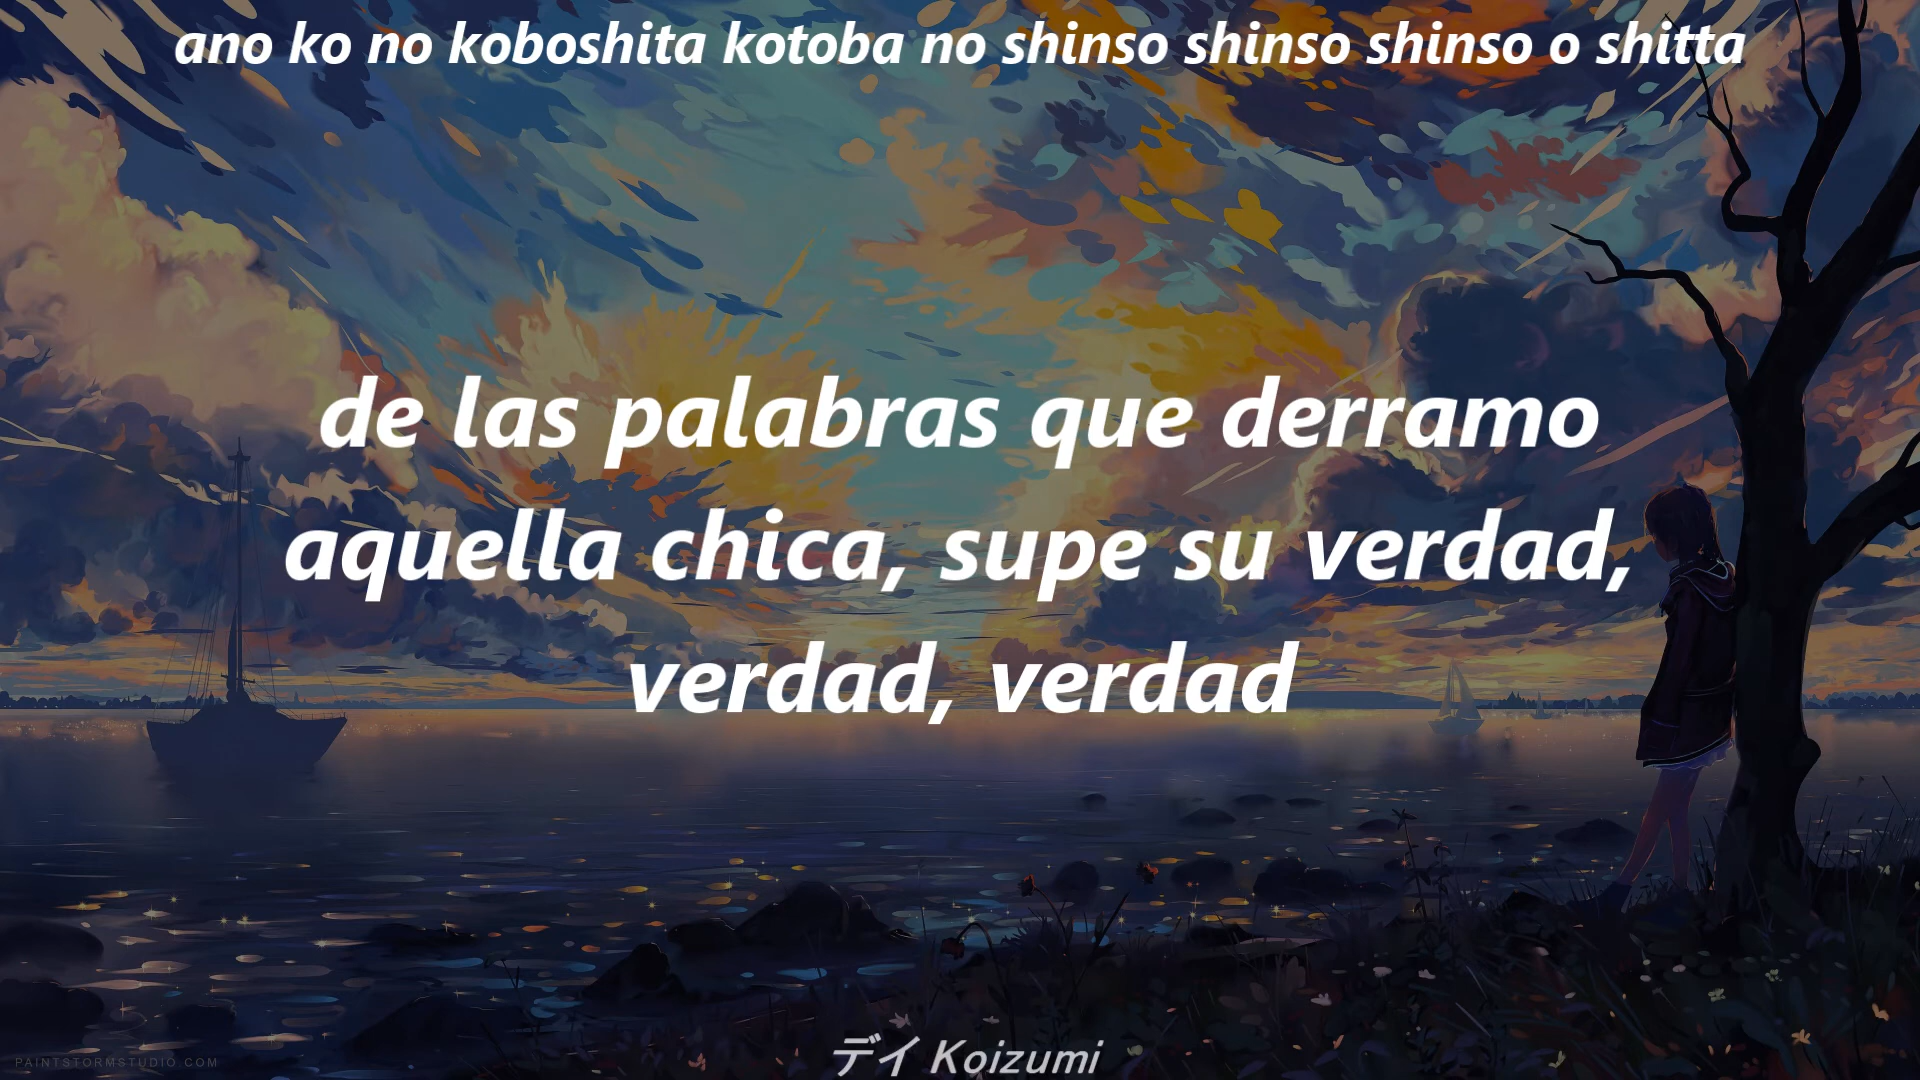 ano ko no koboshita kotoba no shinso shinso shinso o shitta
de las palabras que derramo
aquella chica, supe su verdad,
verdad, verdad
デイ Koizumi
PAINTSTORMSTUDIO.COM